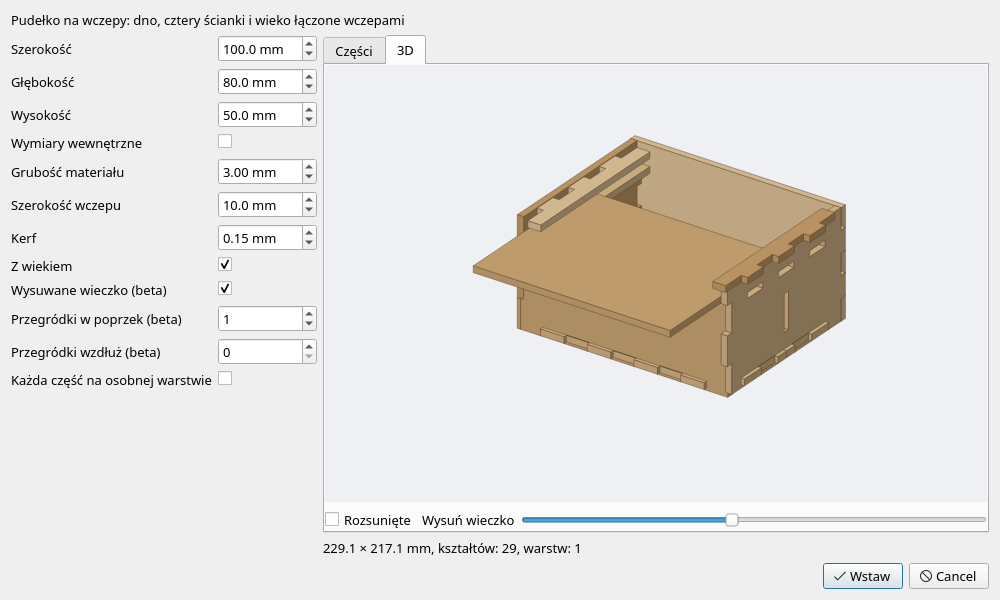 Pudełko na wczepy: dno, cztery ścianki i wieko łączone wczepami
Szerokość 100.0 mm
Głębokość 80.0 mm
Wysokość 50.0 mm
Wymiary wewnętrzne
Grubość materiału 3.00 mm
Szerokość wczepu 10.0 mm
Kerf 0.15 mm
Z wiekiem
Wysuwane wieczko (beta)
Przegródki w poprzek (beta) 1
Przegródki wzdłuż (beta) 0
Każda część na osobnej warstwie
Części 3D
Rozsunięte Wysuń wieczko
229.1 × 217.1 mm, kształtów: 29, warstw: 1
Wstaw Cancel